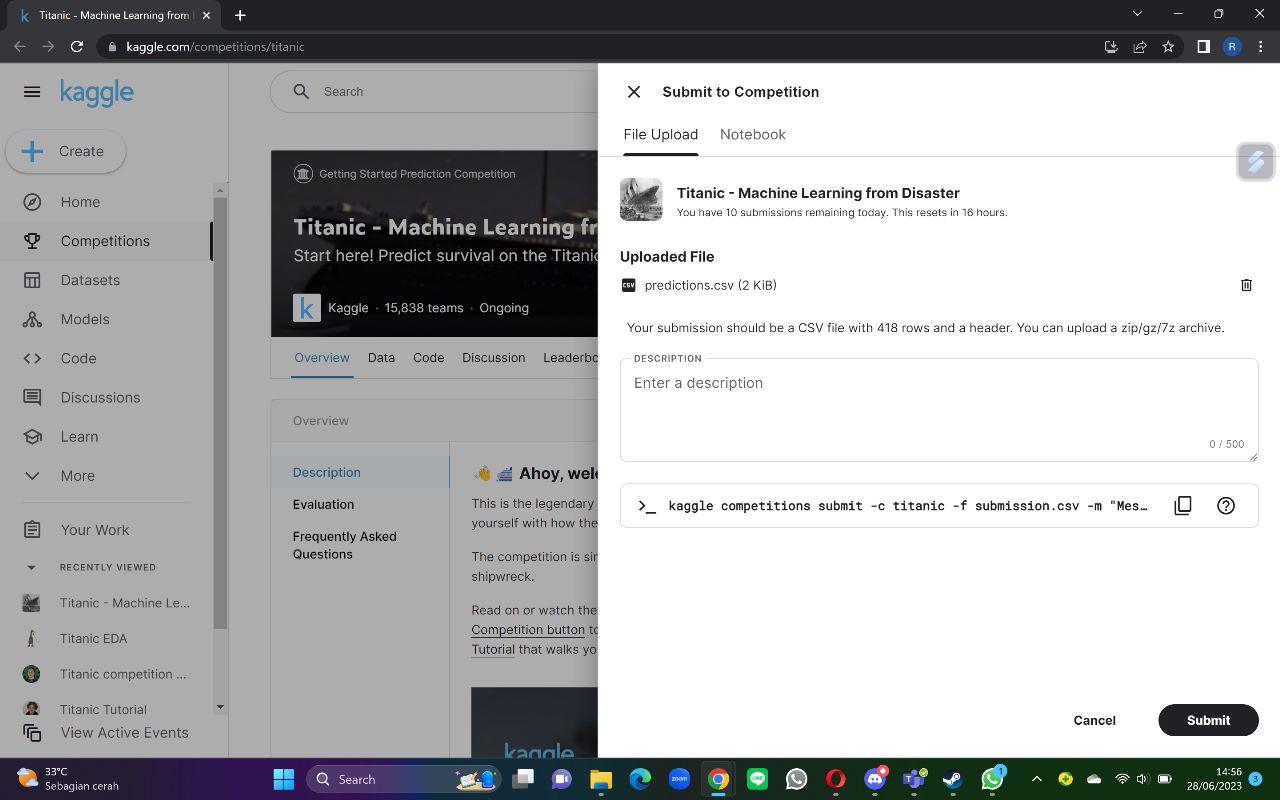 Titanic - Machine Learning from
kaggle.com/competitions/titanic
R
kaggle
Create
Home
Competitions
Datasets
Models
Code
Discussions
Learn
More
Your Work
RECENTLY VIEWED
Titanic - Machine Le...
Titanic EDA
Titanic competition ...
Titanic Tutorial
View Active Events
Search
Getting Started Prediction Competition
Titanic - Machine Learning fr
Start here! Predict survival on the Titanic
k
Kaggle · 15,838 teams · Ongoing
Overview Data Code Discussion Leaderbo
Overview
Description
Evaluation
Frequently Asked
Questions
Ahoy, welc
This is the legendary
yourself with how the
The competition is sim
shipwreck.
Read on or watch the
Competition button to
Tutorial that walks yo
kaggle
Submit to Competition
File Upload Notebook
Titanic - Machine Learning from Disaster
You have 10 submissions remaining today. This resets in 16 hours.
Uploaded File
CSV predictions.csv (2 KiB)
Your submission should be a CSV file with 418 rows and a header. You can upload a zip/gz/7z archive.
DESCRIPTION
Enter a description
0 / 500
kaggle competitions submit -c titanic -f submission.csv -m "Mes…
Cancel Submit
33°C
Sebagian cerah
Search
zoom
1
14:56
28/06/2023
3